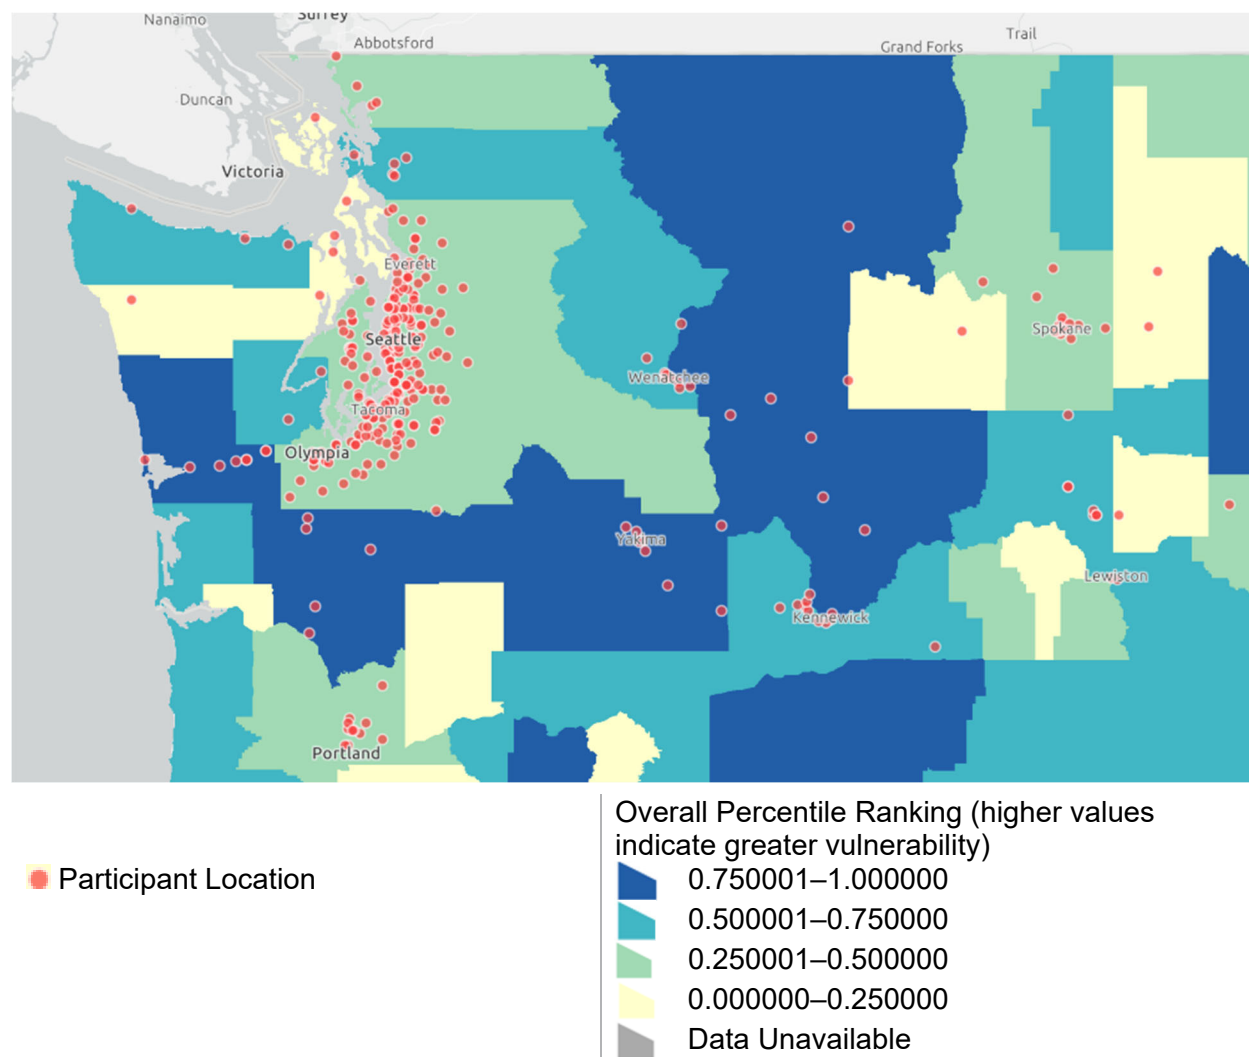 Nanaimo
Surrey
Abbotsford
Trail
Grand Forks
Duncan
Victoria
Everett
Seattle
Spokane
Wenatchee
Tacoma
Olympia
Yakima
Lewiston
Kennewick
Portland
Participant Location
Overall Percentile Ranking (higher values
indicate greater vulnerability)
0.750001–1.000000
0.500001–0.750000
0.250001–0.500000
0.000000–0.250000
Data Unavailable